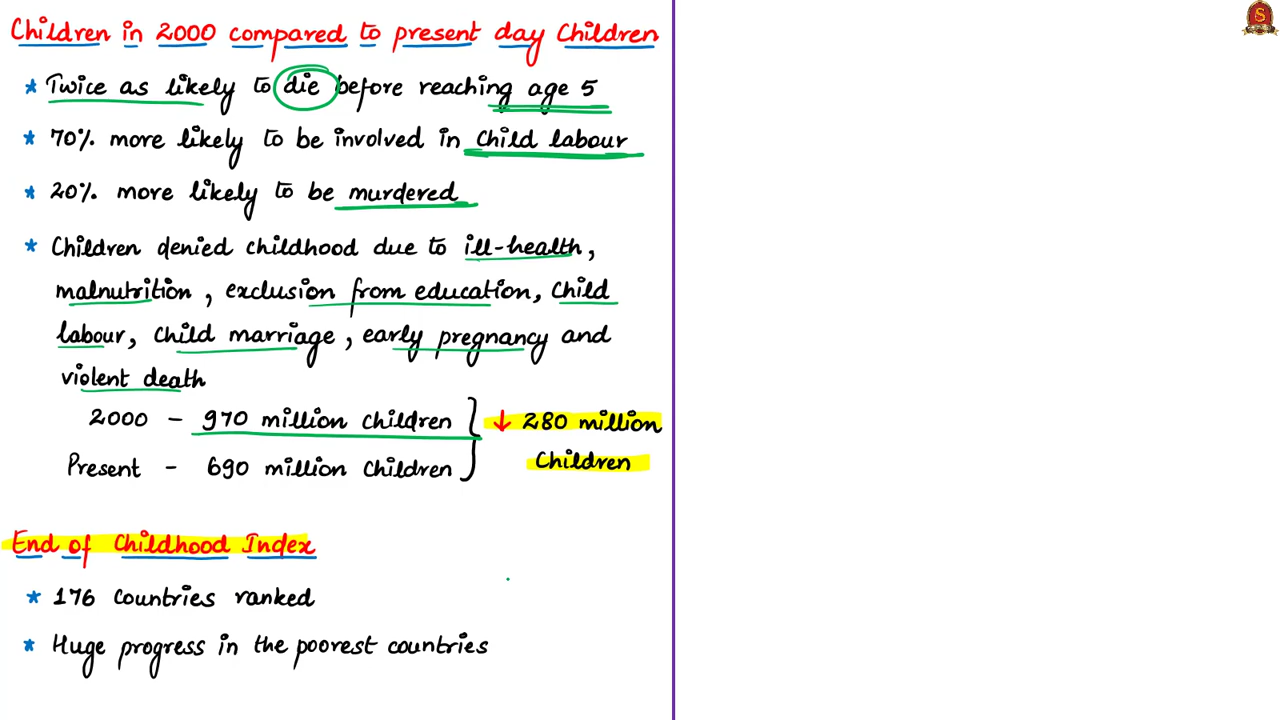 Children in 2000 compared to present day Children
* Twice as likely to die before reaching age 5
* 70% more likely to be involved in child labour
* 20% more likely to be murdered
* Children denied childhood due to ill-health,
malnutrition, exclusion from education, child
labour, child marriage, early pregnancy and
violent death
2000 - 970 million children
↓ 280 million
Children
Present - 690 million children
End of Childhood Index
* 176 Countries ranked
* Huge progress in the poorest countries